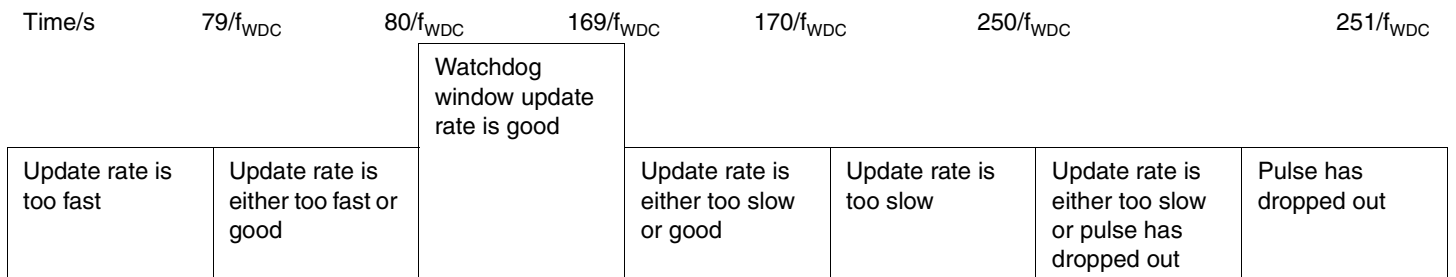 Time/s 79/fWDC 80/fWDC 169/fWDC 170/fWDC 250/fWDC 251/fWDC
Watchdog
window update
rate is good
Update rate is
too fast
Update rate is
either too fast or
good
Update rate is
either too slow
or good
Update rate is
too slow
Update rate is
either too slow
or pulse has
dropped out
Pulse has
dropped out